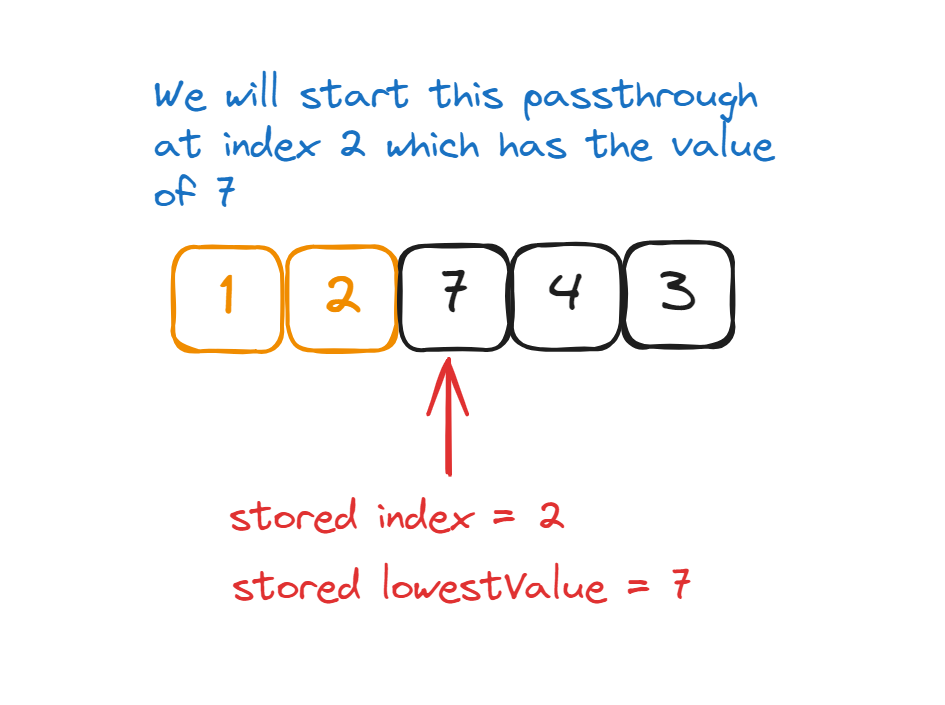 We will start this passthrough
at index 2 which has the value
of 7
1 2 7 4 3
stored index = 2
stored lowestValue = 7